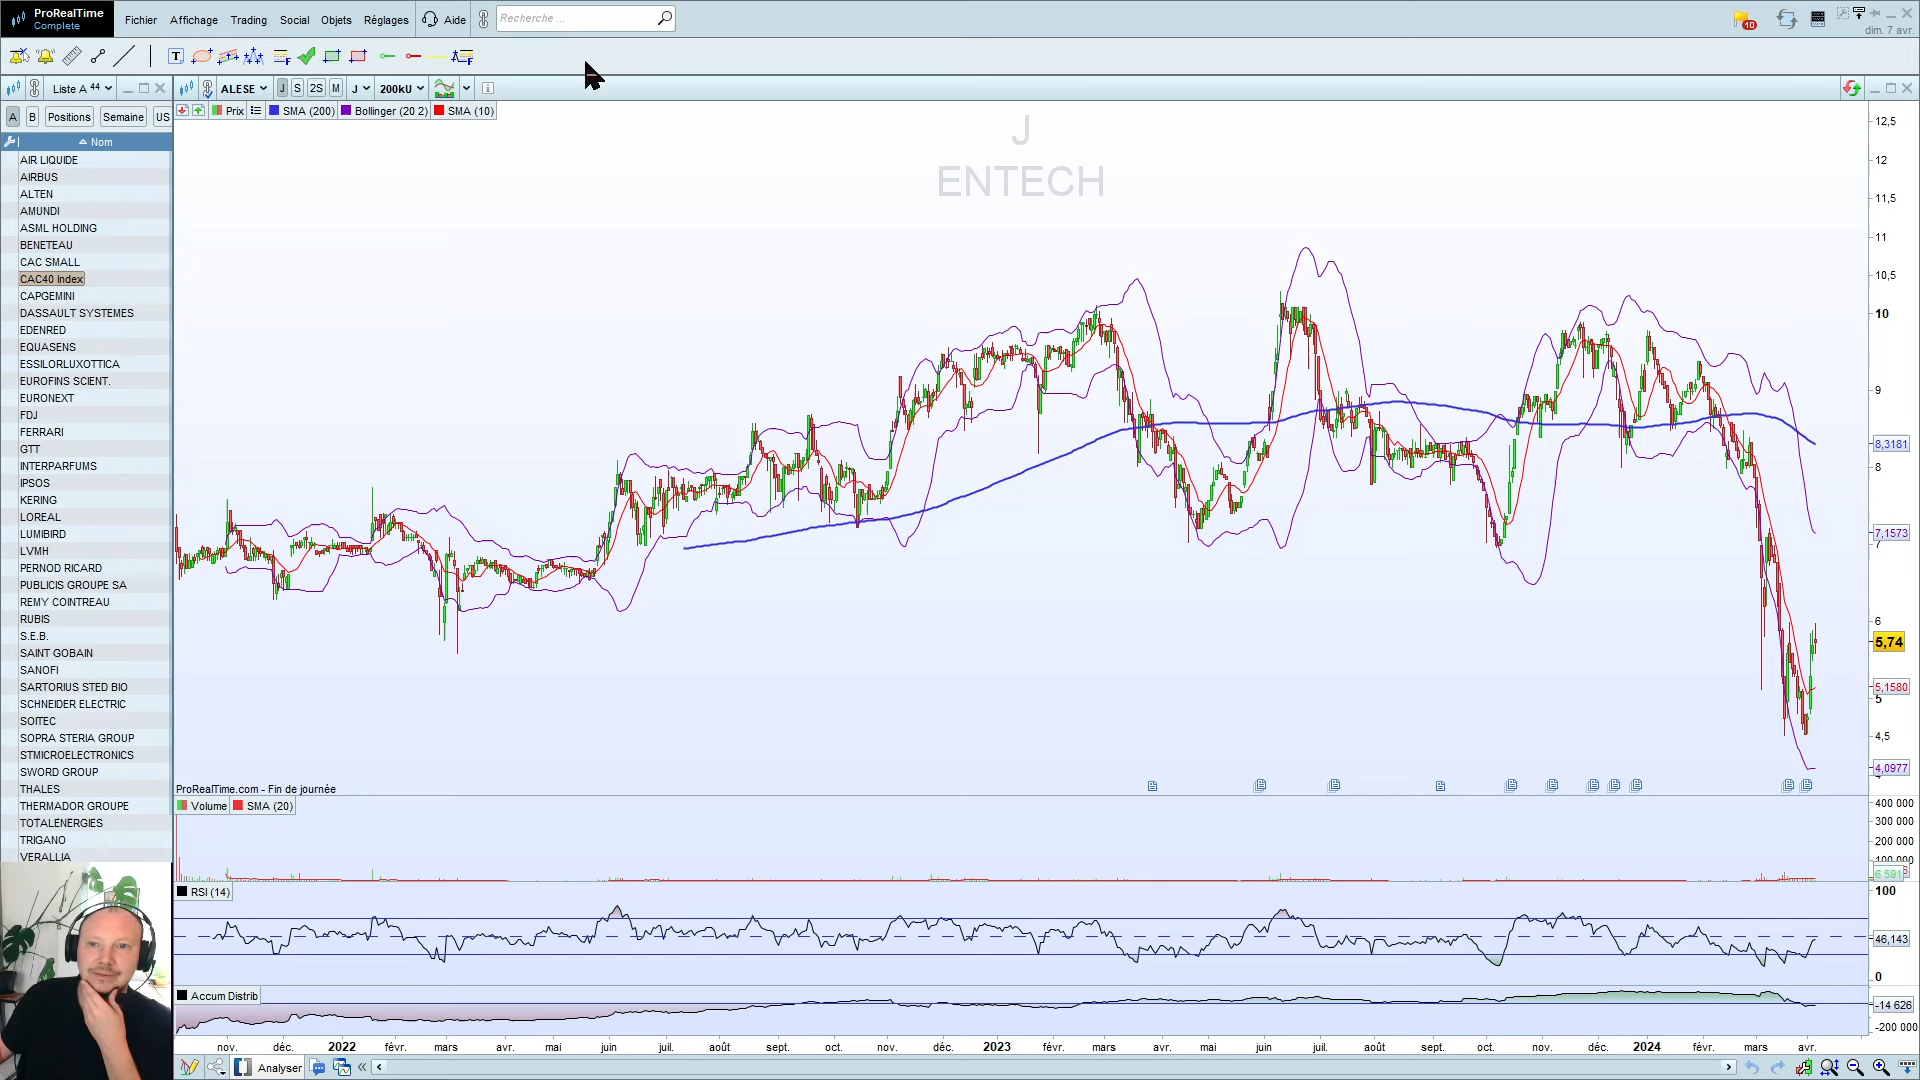 ProRealTime
Complete
Fichier Affichage Trading Social Objets Réglages Aide Recherche ...
10
dim. 7 avr.
Liste A 44 ALESE J S 2S M J 200kU
A B Positions Semaine US
Prix SMA (200) Bollinger (20 2) SMA (10)
Nom
AIR LIQUIDE
AIRBUS
ALTEN
AMUNDI
ASML HOLDING
BENETEAU
CAC SMALL
CAC40 Index
CAPGEMINI
DASSAULT SYSTEMES
EDENRED
EQUASENS
ESSILORLUXOTTICA
EUROFINS SCIENT.
EURONEXT
FDJ
FERRARI
GTT
INTERPARFUMS
IPSOS
KERING
LOREAL
LUMIBIRD
LVMH
PERNOD RICARD
PUBLICIS GROUPE SA
REMY COINTREAU
RUBIS
S.E.B.
SAINT GOBAIN
SANOFI
SARTORIUS STED BIO
SCHNEIDER ELECTRIC
SOITEC
SOPRA STERIA GROUP
STMICROELECTRONICS
SWORD GROUP
THALES
THERMADOR GROUPE
TOTALENERGIES
TRIGANO
VERALLIA
J
ENTECH
12,5
12
11,5
11
10,5
10
9
8,3181
8
7,1573
7
6
5,74
5,1580
5
4,5
4,0977
ProRealTime.com - Fin de journée
Volume SMA (20)
400 000
300 000
200 000
100 000
6 591
RSI (14)
100
46,143
0
Accum Distrib
-14 626
-200 000
nov. déc. 2022 févr. mars avr. mai juin juil. août sept. oct. nov. déc. 2023 févr. mars avr. mai juin juil. août sept. oct. nov. déc. 2024 févr. mars avr.
Analyser